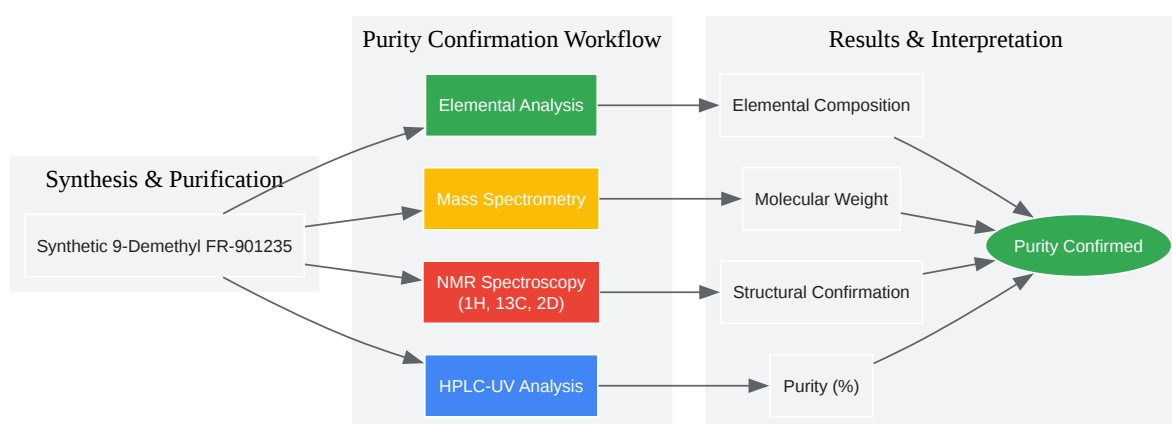 Synthesis & Purification
Synthetic 9-Demethyl FR-901235
Purity Confirmation Workflow
Elemental Analysis
Mass Spectrometry
NMR Spectroscopy
(1H, 13C, 2D)
HPLC-UV Analysis
Results & Interpretation
Elemental Composition
Molecular Weight
Structural Confirmation
Purity (%)
Purity Confirmed